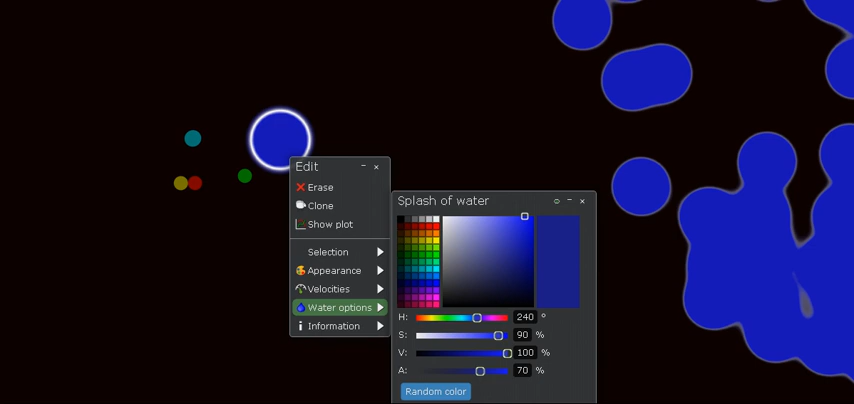 Edit
Erase
Clone
Show plot
Selection
Appearance
Velocities
Water options
Information
Splash of water
H: 240 °
S: 90 %
V: 100 %
A: 70 %
Random color